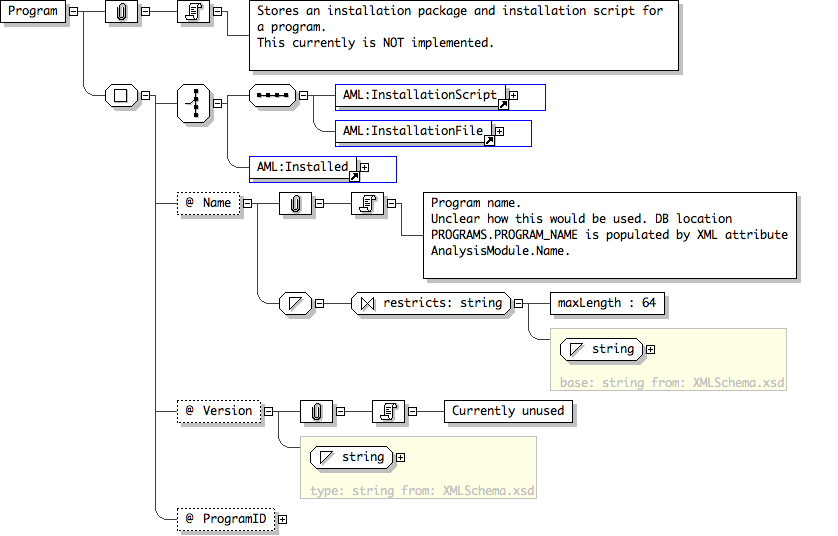 Program
Stores an installation package and installation script for
a program.
This currently is NOT implemented.
AML:InstallationScript
AML:InstallationFile
AML:Installed
@ Name
Program name.
Unclear how this would be used. DB location
PROGRAMS.PROGRAM_NAME is populated by XML attribute
AnalysisModule.Name.
restricts: string
maxLength : 64
string
base: string from: XMLSchema.xsd
@ Version
Currently unused
string
type: string from: XMLSchema.xsd
@ ProgramID